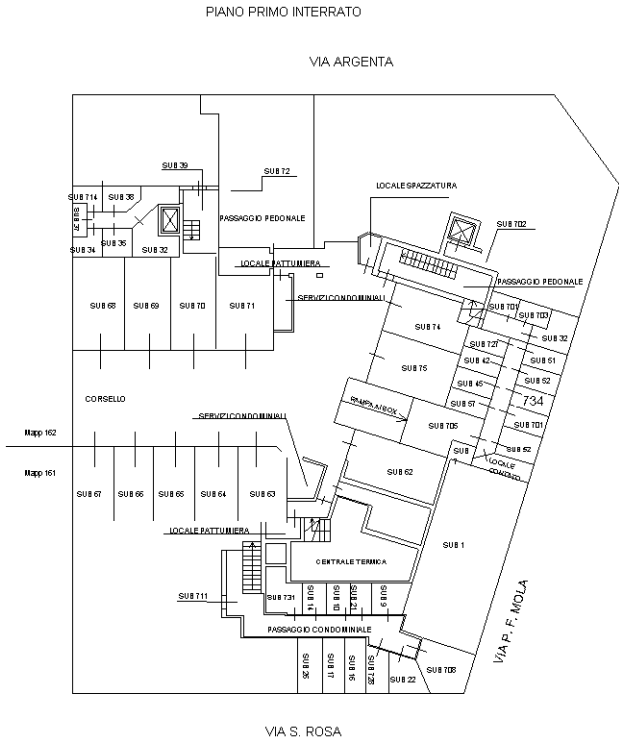 PIANO PRIMO INTERRATO
VIA ARGENTA
SUB 39
SUB 72
LOCALE SPAZZATURA
SUB 714
SUB 38
SUB 37
PASSAGGIO PEDONALE
SUB 702
SUB 34
SUB 36
SUB 32
LOCALE PATTUMIERA
PASSAGGIO PEDONALE
SUB 68
SUB 69
SUB 70
SUB 71
SERVIZI CONDOMINIALI
SUB 701
SUB 703
SUB 74
SUB 32
SUB 727
SUB 42
SUB 51
SUB 75
SUB 45
SUB 52
CORSELLO
RAMPA AI BOX
SUB 57
734
SERVIZI CONDOMINIALI
SUB 705
SUB 701
Mapp 162
SUB
SUB 52
SUB 62
LOCALE
CONTATO
Mapp 161
SUB 67
SUB 66
SUB 65
SUB 64
SUB 63
LOCALE PATTUMIERA
SUB 1
CENTRALE TERMICA
SUB 711
SUB 731
SUB 14
SUB 10
SUB 21
SUB 9
PASSAGGIO CONDOMINIALE
VIA P. F. MOLA
SUB 26
SUB 17
SUB 16
SUB 728
SUB 22
SUB 708
VIA S. ROSA